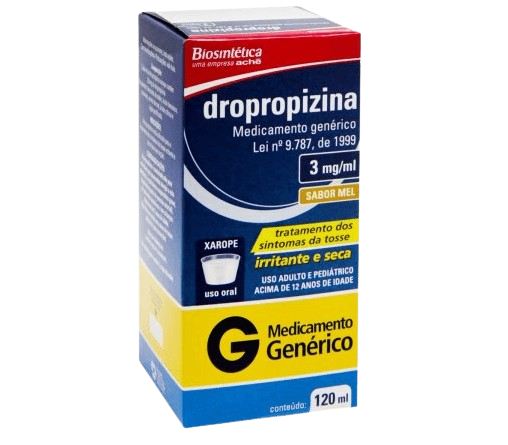 Biosintética
uma empresa achē
dropropizina
Medicamento genérico
Lei nº 9.787, de 1999
3 mg/ml
SABOR MEL
tratamento dos
sintomas da tosse
irritante e seca
XAROPE
uso oral
USO ADULTO E PEDIÁTRICO
ACIMA DE 12 ANOS DE IDADE
G Medicamento
Genérico
conteúdo: 120 ml